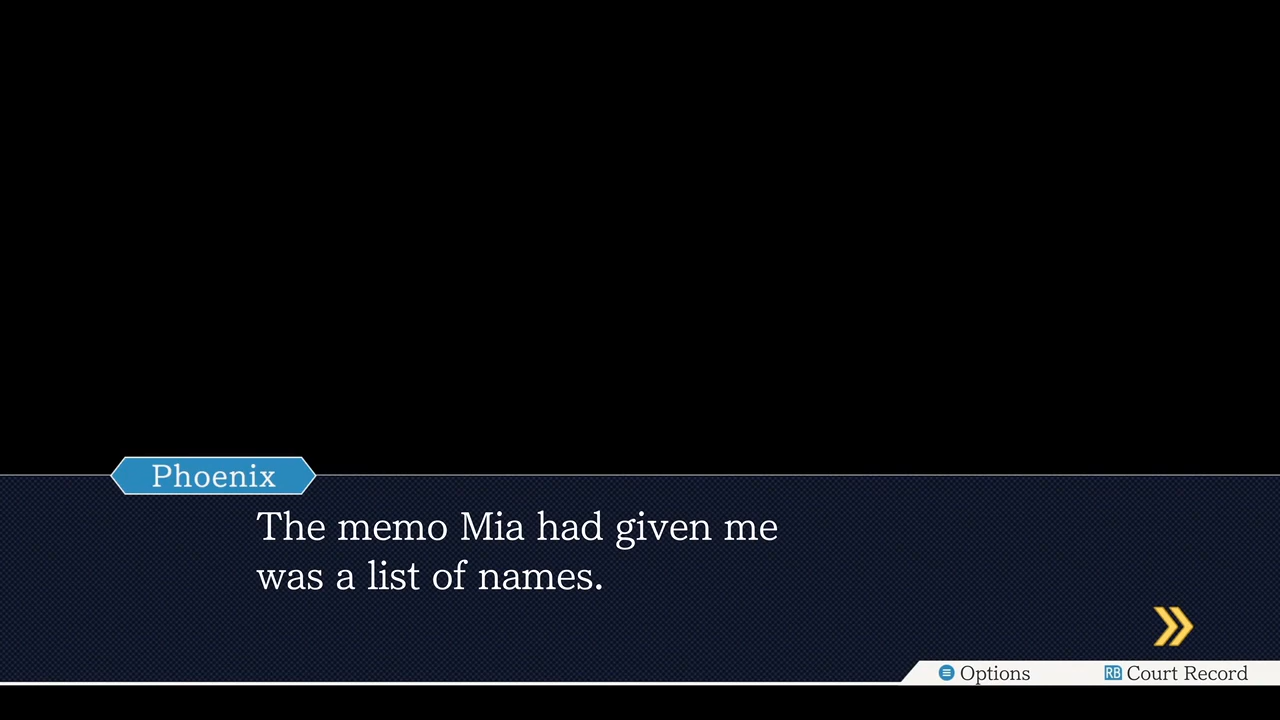 Phoenix
The memo Mia had given me
was a list of names.
Options
RB Court Record